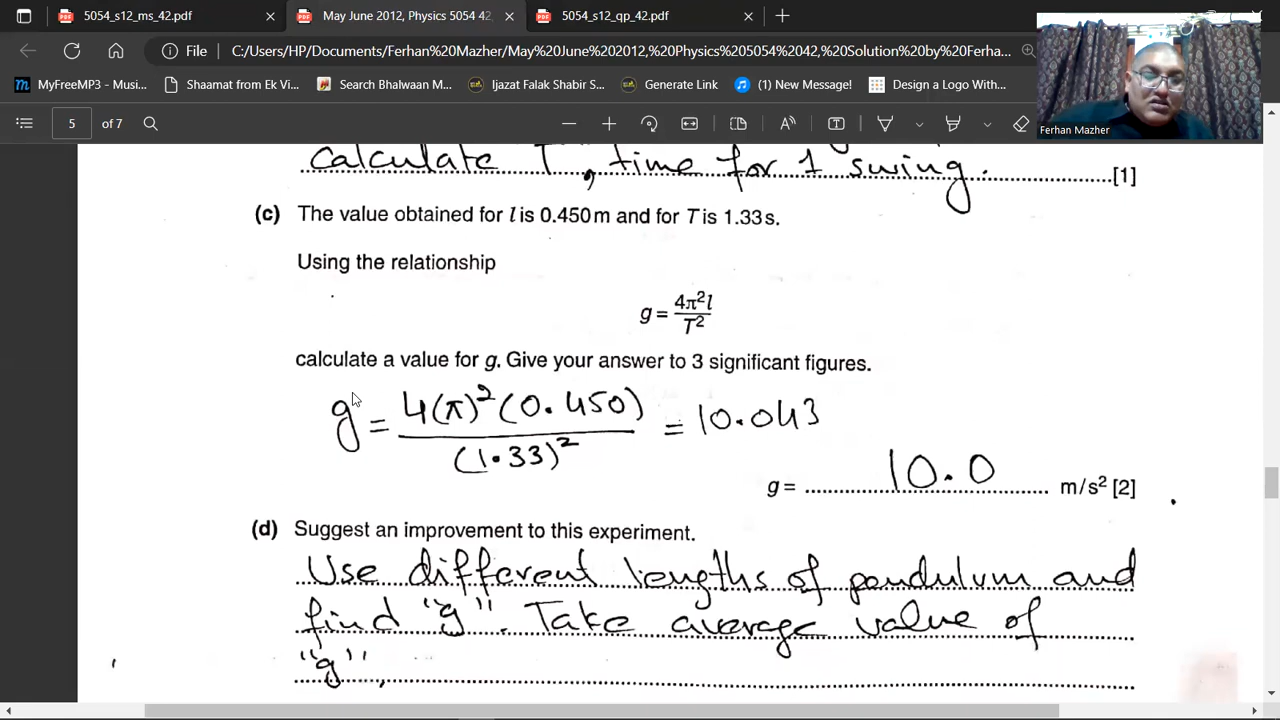 5054_s12_ms_42.pdf
May June 2012, Physics 5054 42,
5054_s12_qp_42.pdf
File
C:/Users/HP/Documents/Ferhan%20Mazher/May%20June%202012,%20Physics%205054%2042,%20Solution%20by%20Ferha...
MyFreeMP3 - Musi...
Shaamat from Ek Vi...
Search Bhalwaan M...
Ijazat Falak Shabir S...
Generate Link
(1) New Message!
Design a Logo With...
5 of 7
Ferhan Mazher
Calculate T, time for 1 swing. [1]
(c) The value obtained for l is 0.450 m and for T is 1.33 s.
Using the relationship
g = 4π²l / T²
calculate a value for g. Give your answer to 3 significant figures.
g = 4(π)²(0.450) / (1.33)² = 10.043
g = 10.0 m/s² [2]
(d) Suggest an improvement to this experiment.
Use different lengths of pendulum and
find "g". Take average value of
"g".